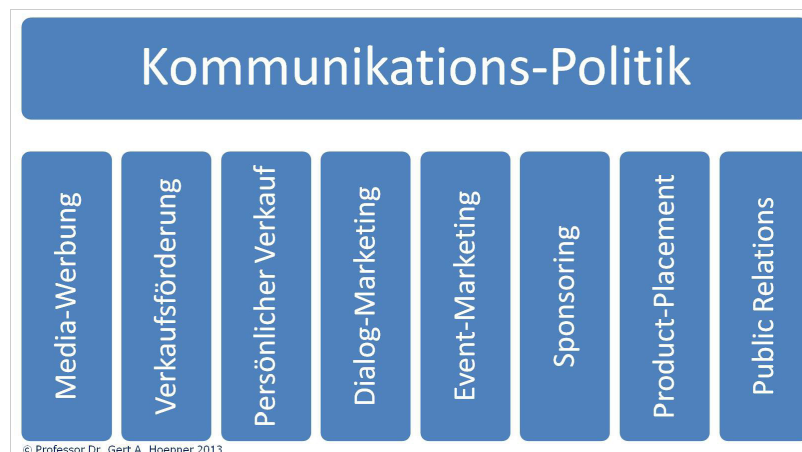 Kommunikations-Politik
Media-Werbung
Verkaufsförderung
Persönlicher Verkauf
Dialog-Marketing
Event-Marketing
Sponsoring
Product-Placement
Public Relations
© Professor Dr. Gert A. Hoepner 2013